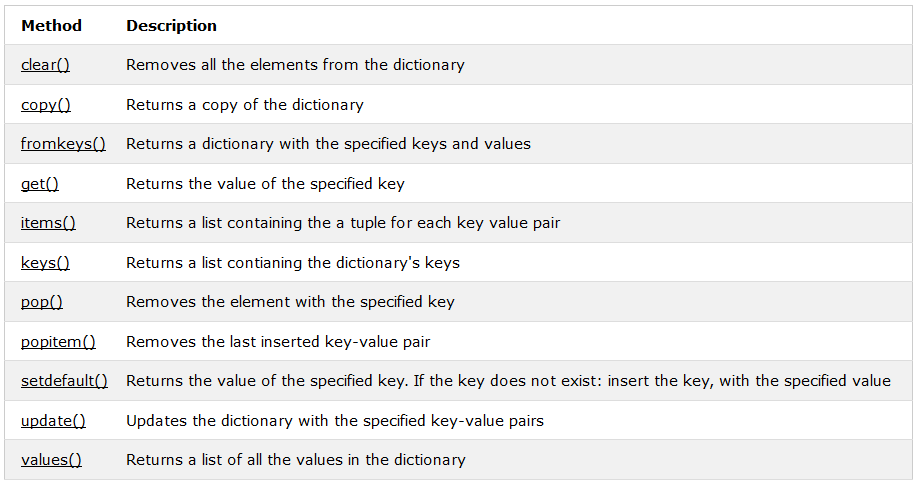 Method Description
clear() Removes all the elements from the dictionary
copy() Returns a copy of the dictionary
fromkeys() Returns a dictionary with the specified keys and values
get() Returns the value of the specified key
items() Returns a list containing the a tuple for each key value pair
keys() Returns a list contianing the dictionary's keys
pop() Removes the element with the specified key
popitem() Removes the last inserted key-value pair
setdefault() Returns the value of the specified key. If the key does not exist: insert the key, with the specified value
update() Updates the dictionary with the specified key-value pairs
values() Returns a list of all the values in the dictionary